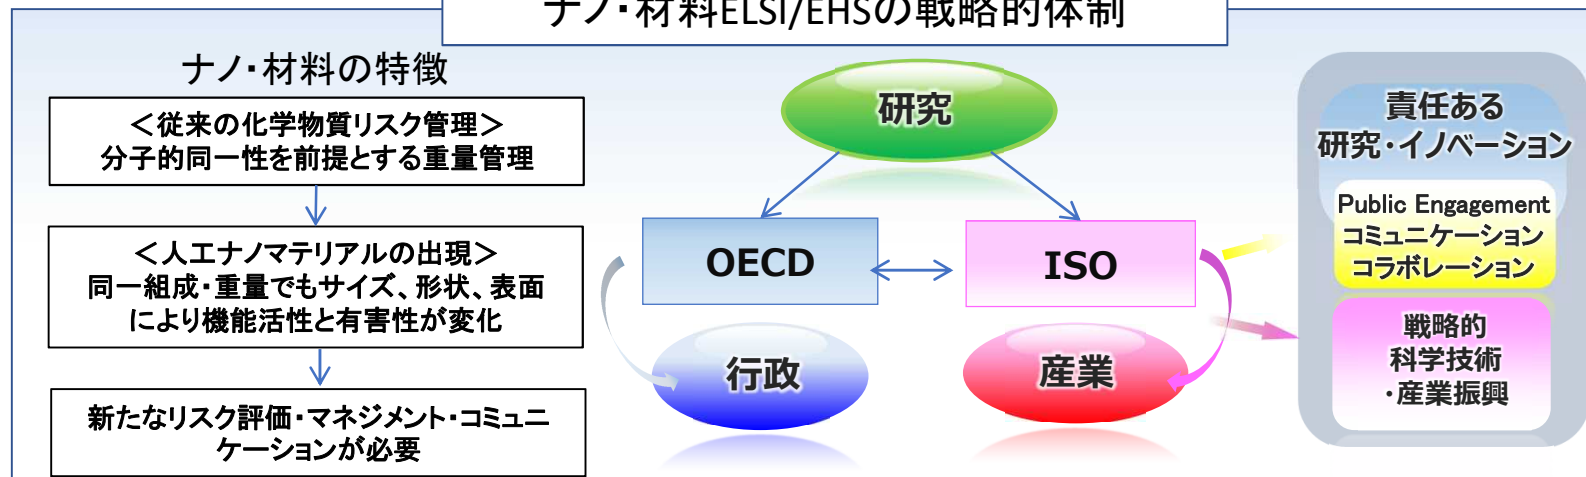 ナノ・材料ELSI/EHSの戦略的体制
ナノ・材料の特徴
＜従来の化学物質リスク管理＞
分子的同一性を前提とする重量管理
＜人工ナノマテリアルの出現＞
同一組成・重量でもサイズ、形状、表面
により機能活性と有害性が変化
新たなリスク評価・マネジメント・コミュニ
ケーションが必要
研究
OECD
ISO
行政
産業
責任ある
研究・イノベーション
Public Engagement
コミュニケーション
コラボレーション
戦略的
科学技術
・産業振興